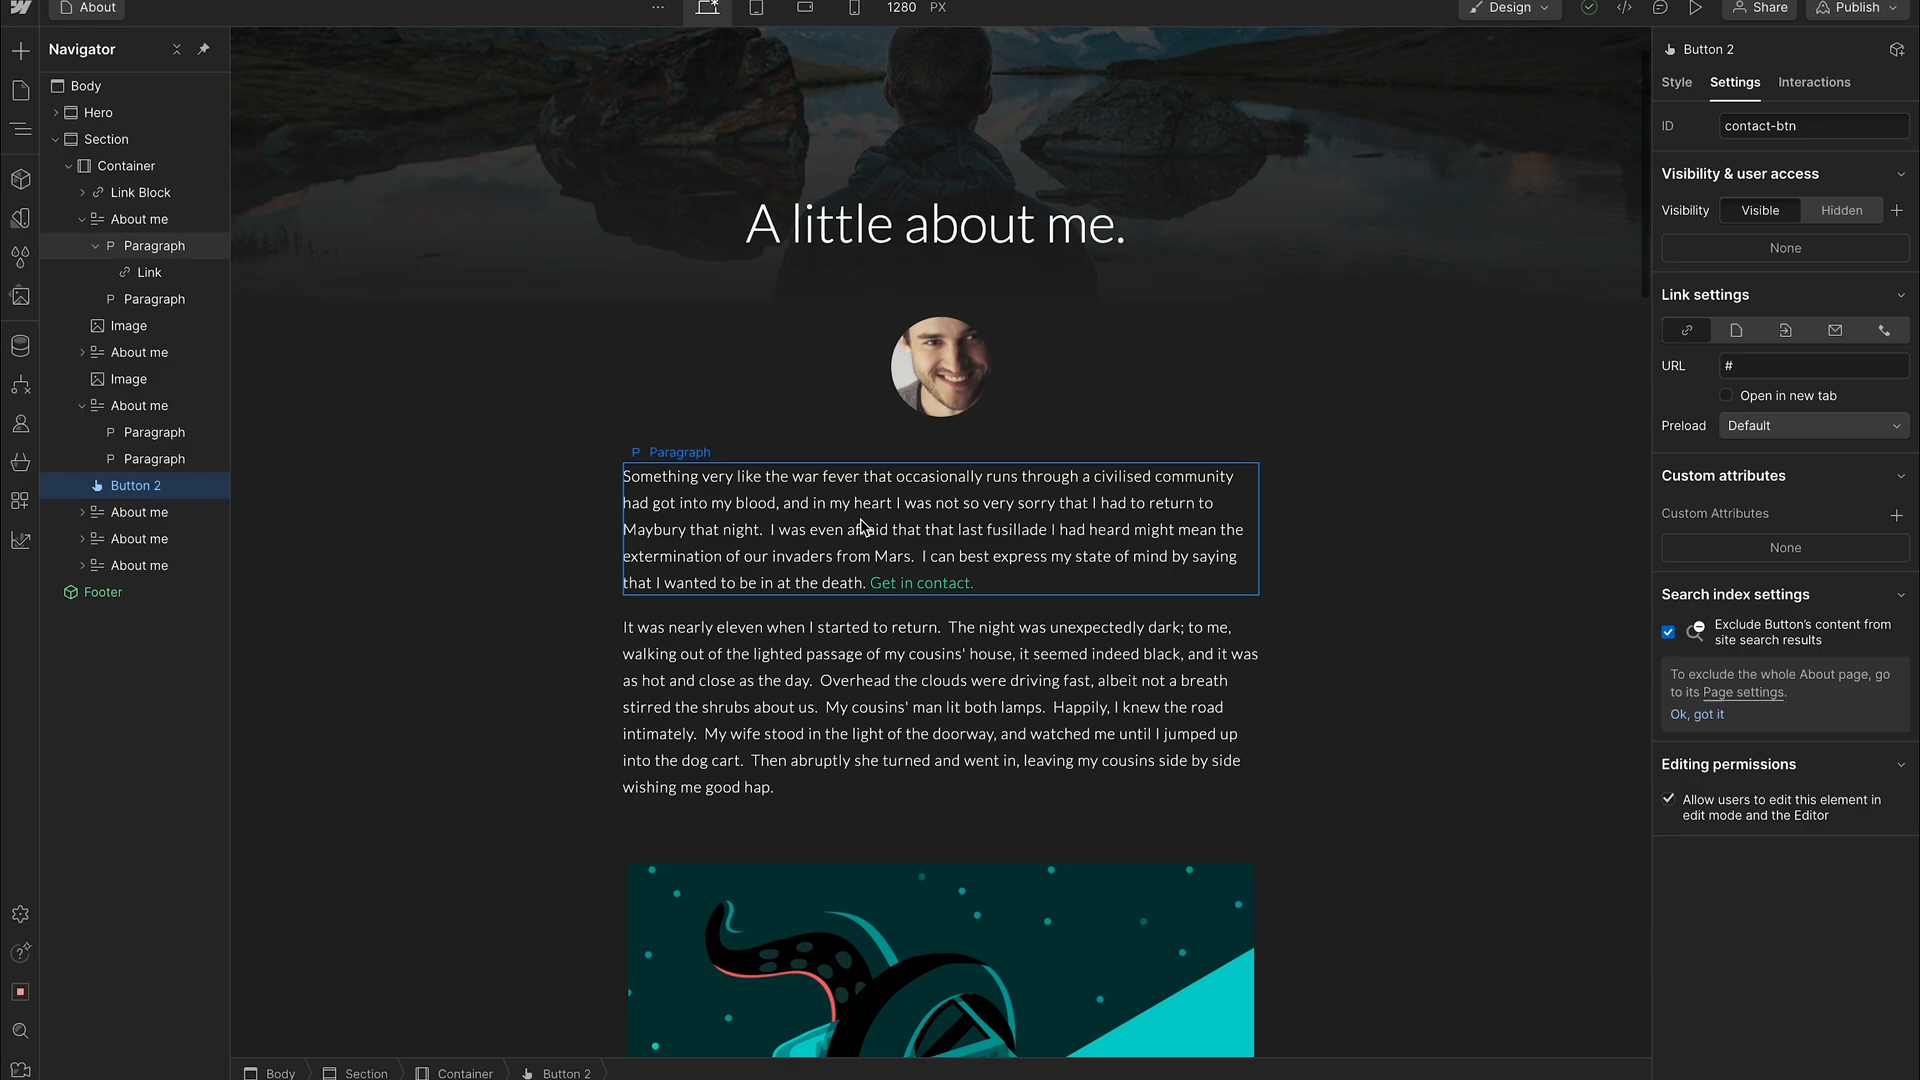 About
···
1280 PX
Design
Share
Publish
Navigator
Body
Hero
Section
Container
Link Block
About me
Paragraph
Link
Paragraph
Image
About me
Image
About me
Paragraph
Paragraph
Button 2
About me
About me
About me
Footer
A little about me.
P Paragraph
Something very like the war fever that occasionally runs through a civilised community
had got into my blood, and in my heart I was not so very sorry that I had to return to
Maybury that night. I was even afraid that that last fusillade I had heard might mean the
extermination of our invaders from Mars. I can best express my state of mind by saying
that I wanted to be in at the death. Get in contact.
It was nearly eleven when I started to return. The night was unexpectedly dark; to me,
walking out of the lighted passage of my cousins' house, it seemed indeed black, and it was
as hot and close as the day. Overhead the clouds were driving fast, albeit not a breath
stirred the shrubs about us. My cousins' man lit both lamps. Happily, I knew the road
intimately. My wife stood in the light of the doorway, and watched me until I jumped up
into the dog cart. Then abruptly she turned and went in, leaving my cousins side by side
wishing me good hap.
Body
Section
Container
Button 2
Button 2
Style Settings Interactions
ID contact-btn
Visibility & user access
Visibility Visible Hidden
None
Link settings
URL #
Open in new tab
Preload Default
Custom attributes
Custom Attributes
None
Search index settings
Exclude Button's content from
site search results
To exclude the whole About page, go
to its Page settings.
Ok, got it
Editing permissions
Allow users to edit this element in
edit mode and the Editor